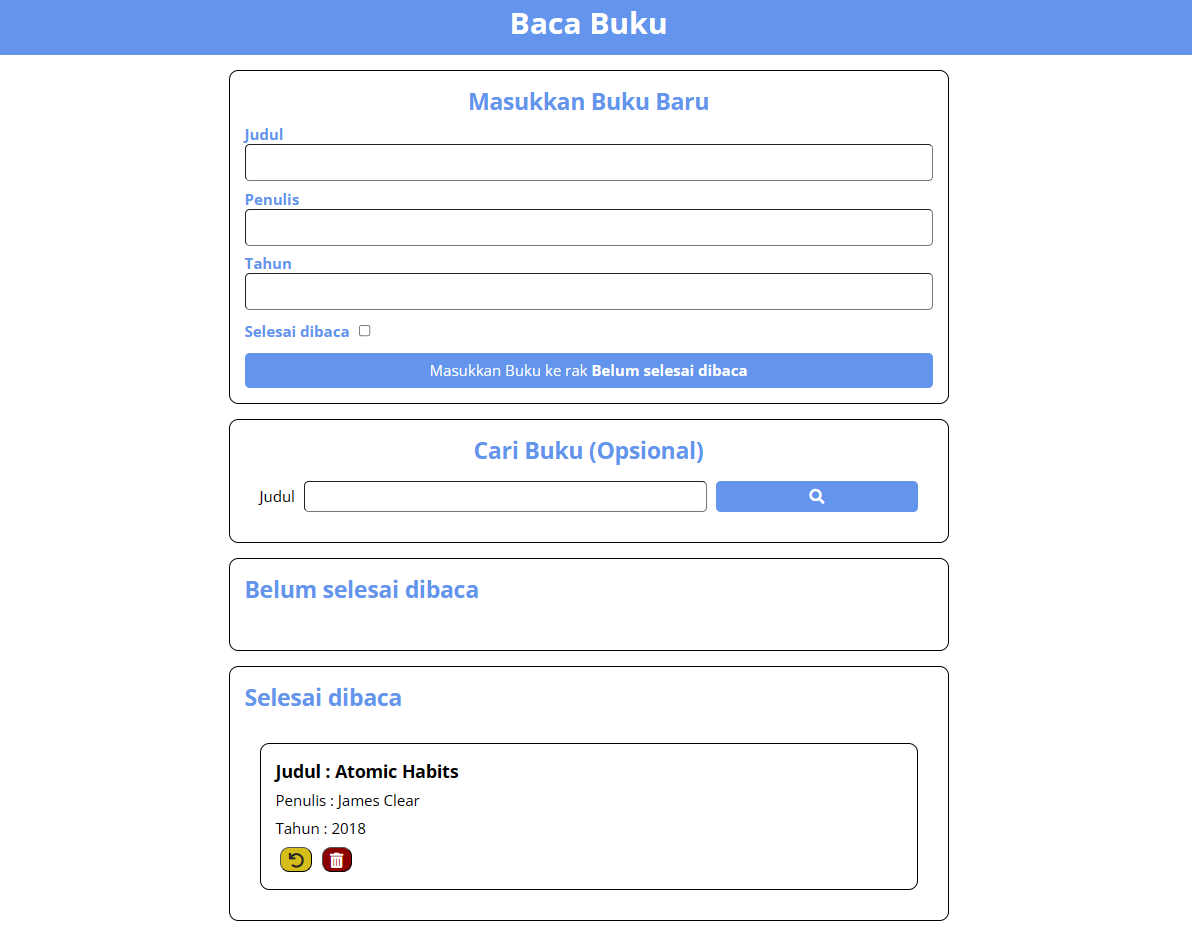 Baca Buku
Masukkan Buku Baru
Judul
Penulis
Tahun
Selesai dibaca
Masukkan Buku ke rak Belum selesai dibaca
Cari Buku (Opsional)
Judul
Belum selesai dibaca
Selesai dibaca
Judul : Atomic Habits
Penulis : James Clear
Tahun : 2018